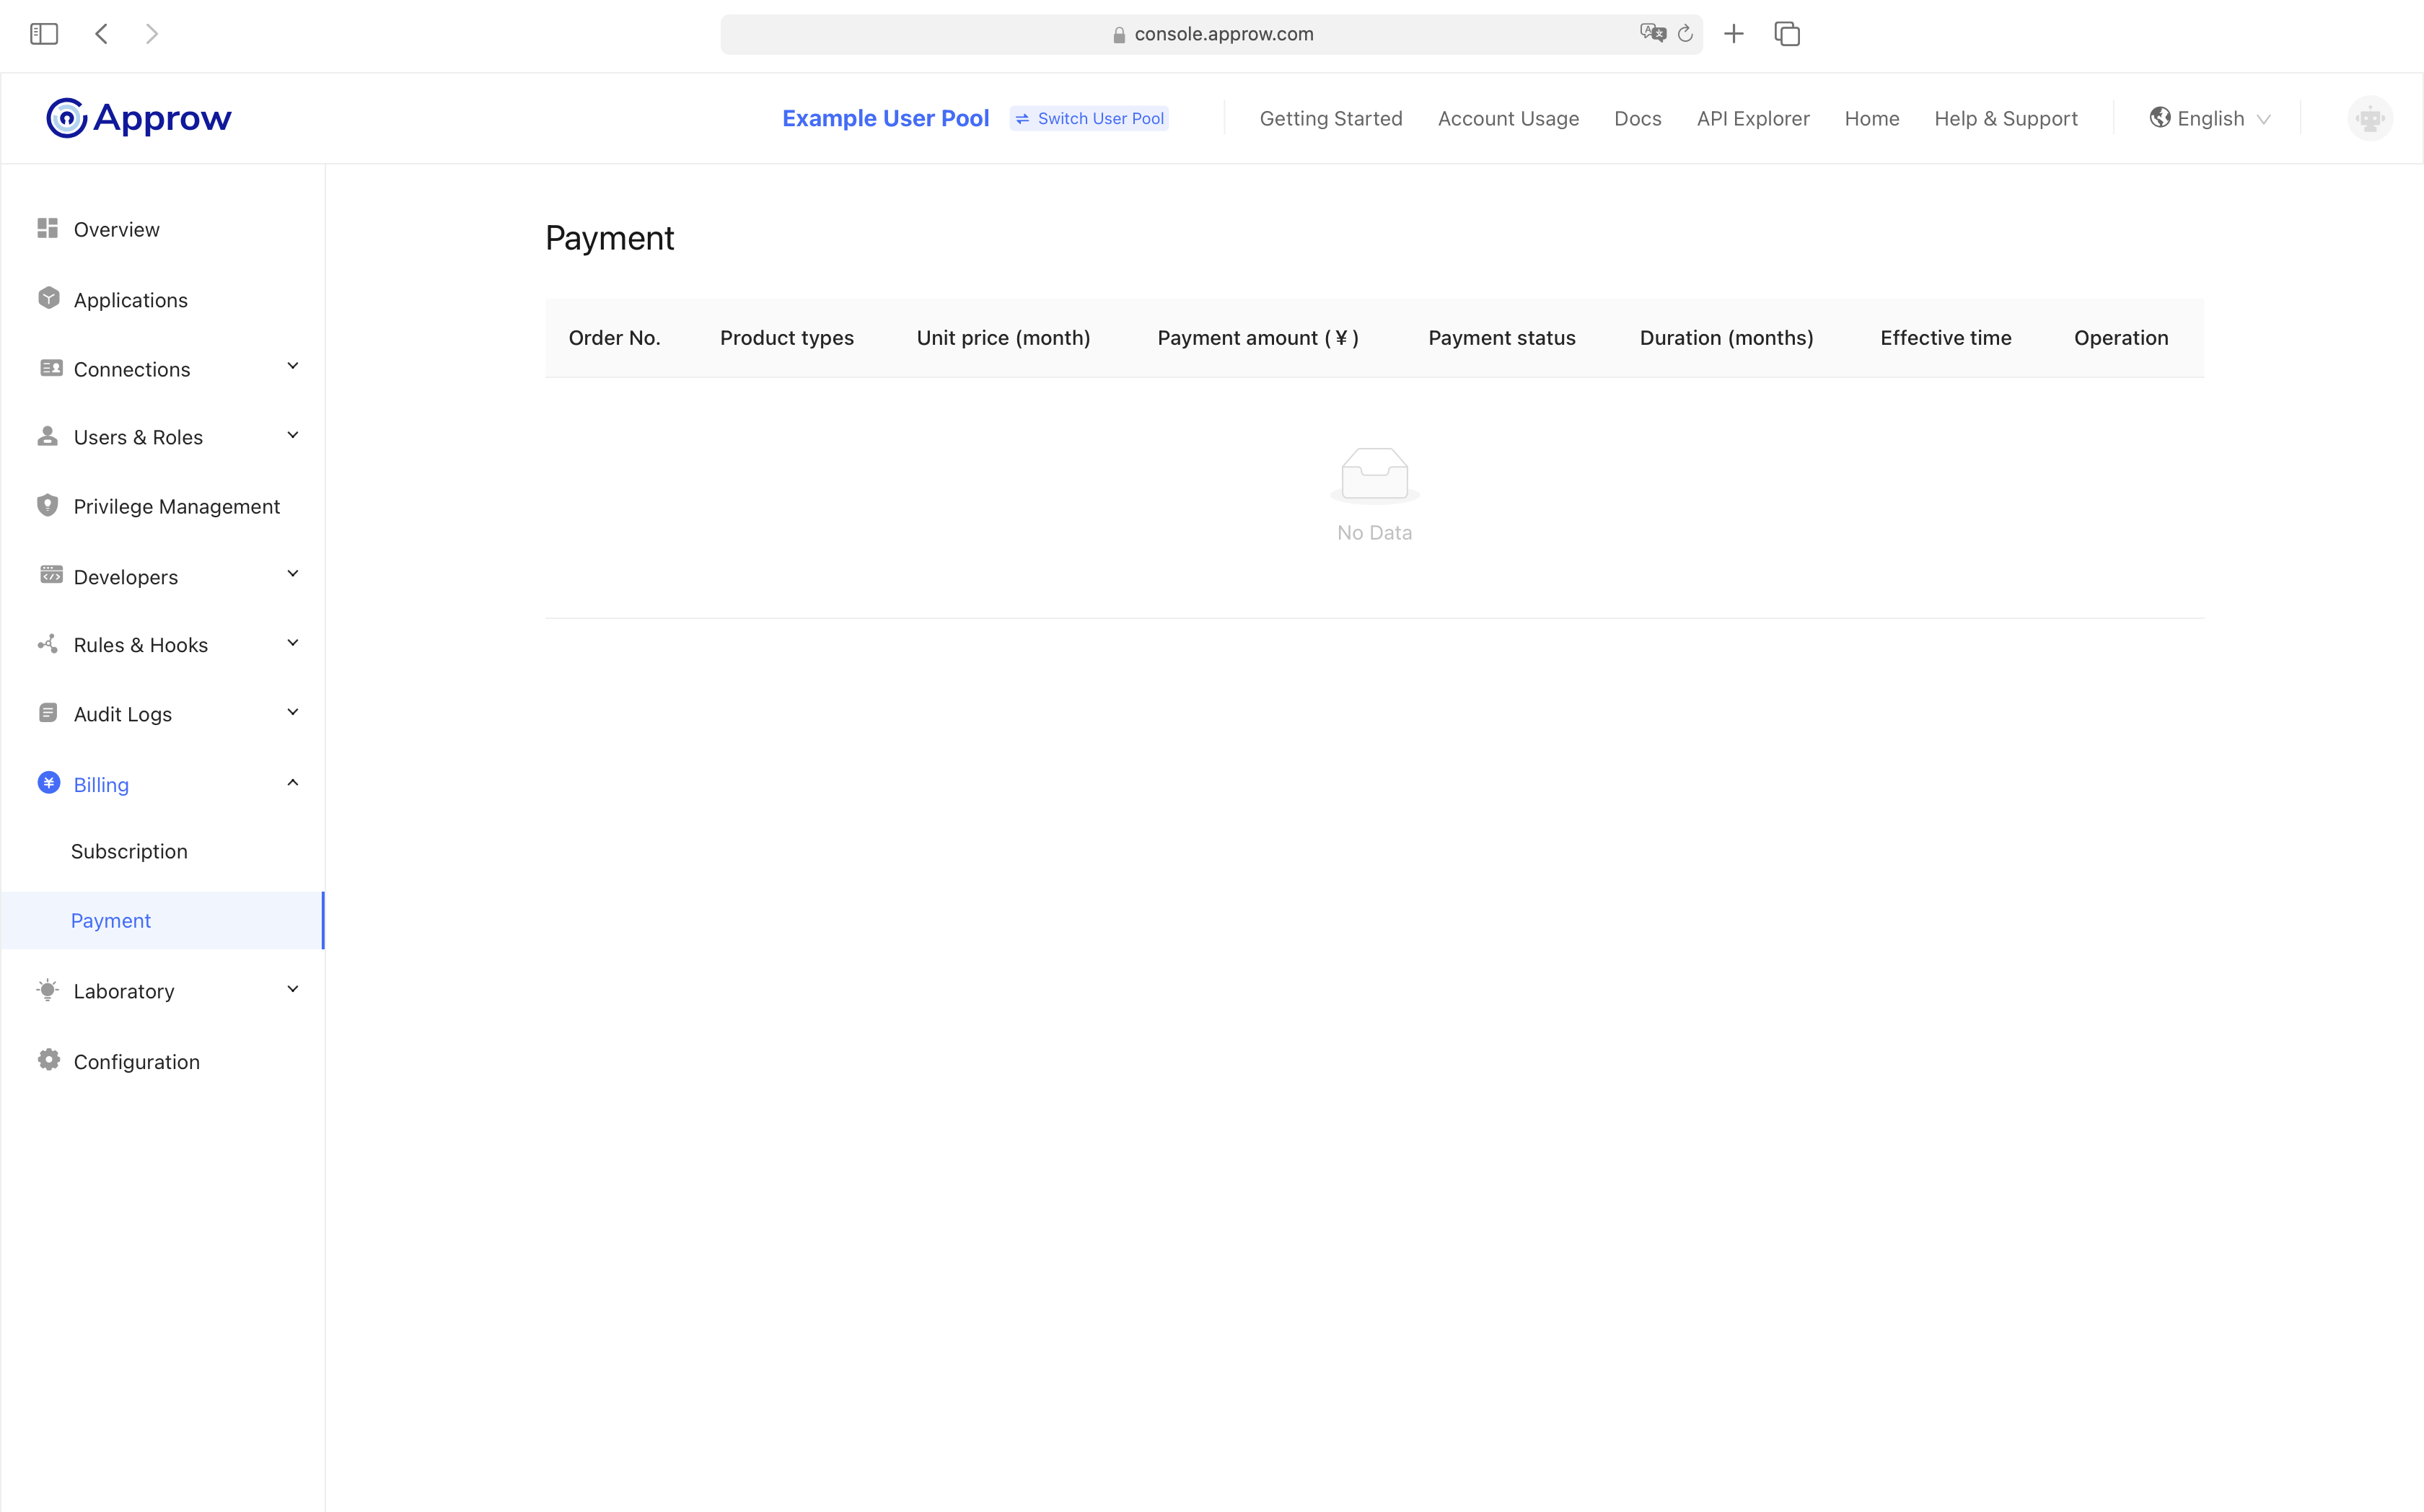 console.approw.com
Approw
Example User Pool
Switch User Pool
Getting Started
Account Usage
Docs
API Explorer
Home
Help & Support
English
Overview
Applications
Connections
Users & Roles
Privilege Management
Developers
Rules & Hooks
Audit Logs
Billing
Subscription
Payment
Laboratory
Configuration
Payment
Order No.
Product types
Unit price (month)
Payment amount (¥)
Payment status
Duration (months)
Effective time
Operation
No Data